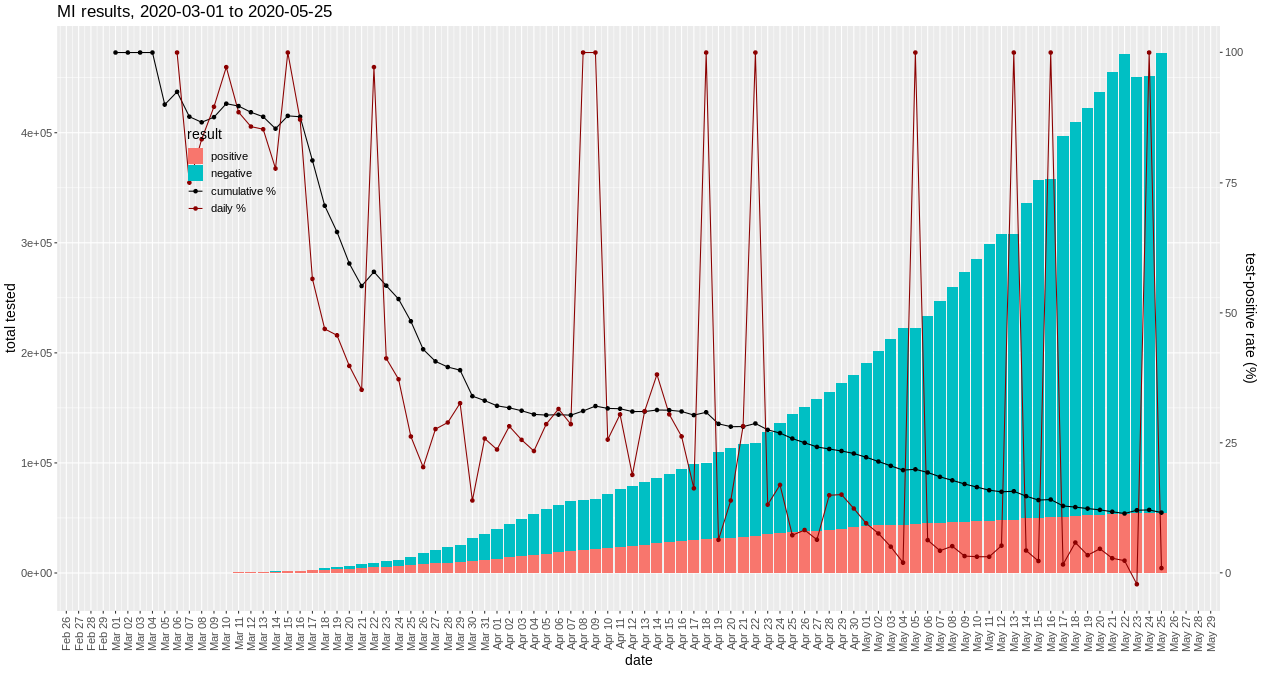 MI results, 2020-03-01 to 2020-05-25
total tested
4e+05
3e+05
2e+05
1e+05
0e+00
result
positive
negative
cumulative %
daily %
100
75
50
25
0
test-positive rate (%)
Feb 26
Feb 27
Feb 28
Feb 29
Mar 01
Mar 02
Mar 03
Mar 04
Mar 05
Mar 06
Mar 07
Mar 08
Mar 09
Mar 10
Mar 11
Mar 12
Mar 13
Mar 14
Mar 15
Mar 16
Mar 17
Mar 18
Mar 19
Mar 20
Mar 21
Mar 22
Mar 23
Mar 24
Mar 25
Mar 26
Mar 27
Mar 28
Mar 29
Mar 30
Mar 31
Apr 01
Apr 02
Apr 03
Apr 04
Apr 05
Apr 06
Apr 07
Apr 08
Apr 09
Apr 10
Apr 11
Apr 12
Apr 13
Apr 14
Apr 15
Apr 16
Apr 17
Apr 18
Apr 19
Apr 20
Apr 21
Apr 22
Apr 23
Apr 24
Apr 25
Apr 26
Apr 27
Apr 28
Apr 29
Apr 30
May 01
May 02
May 03
May 04
May 05
May 06
May 07
May 08
May 09
May 10
May 11
May 12
May 13
May 14
May 15
May 16
May 17
May 18
May 19
May 20
May 21
May 22
May 23
May 24
May 25
May 26
May 27
May 28
May 29
date